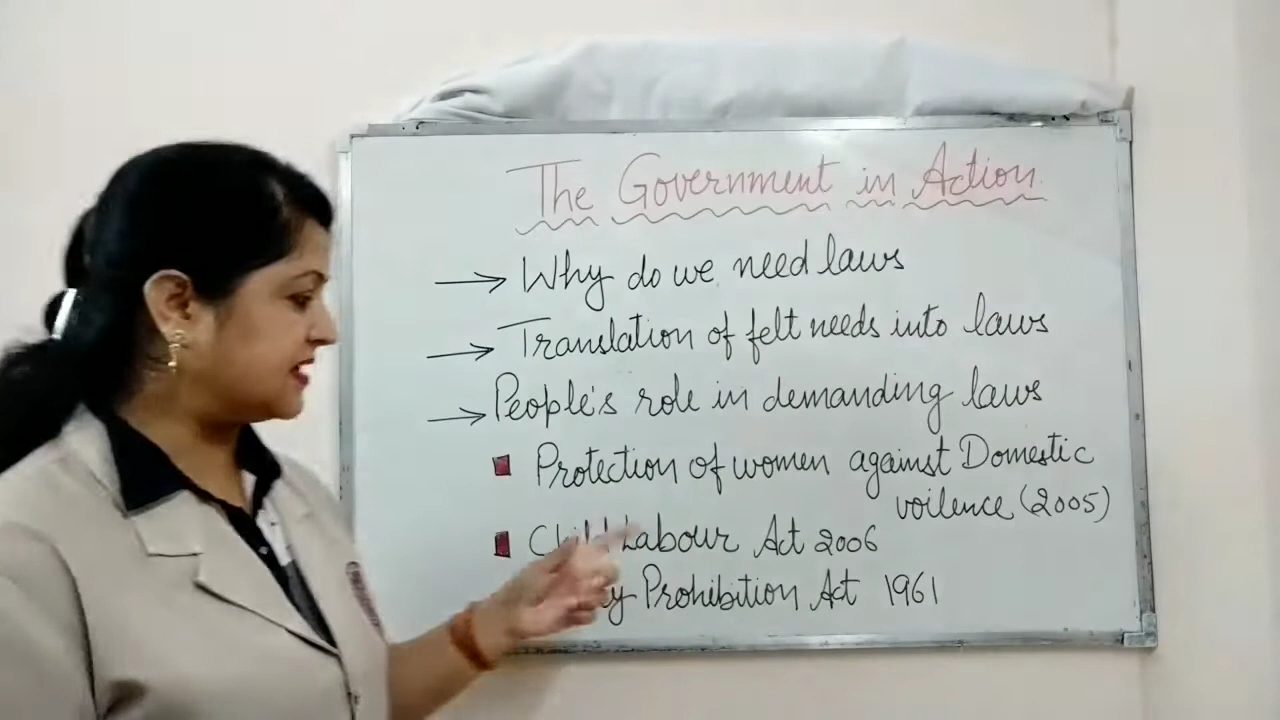 The Government in Action.
→ Why do we need laws
→ Translation of felt needs into laws
→ People's role in demanding laws
Protection of women against Domestic
voilence (2005)
Labour Act 2006
Prohibition Act 1961